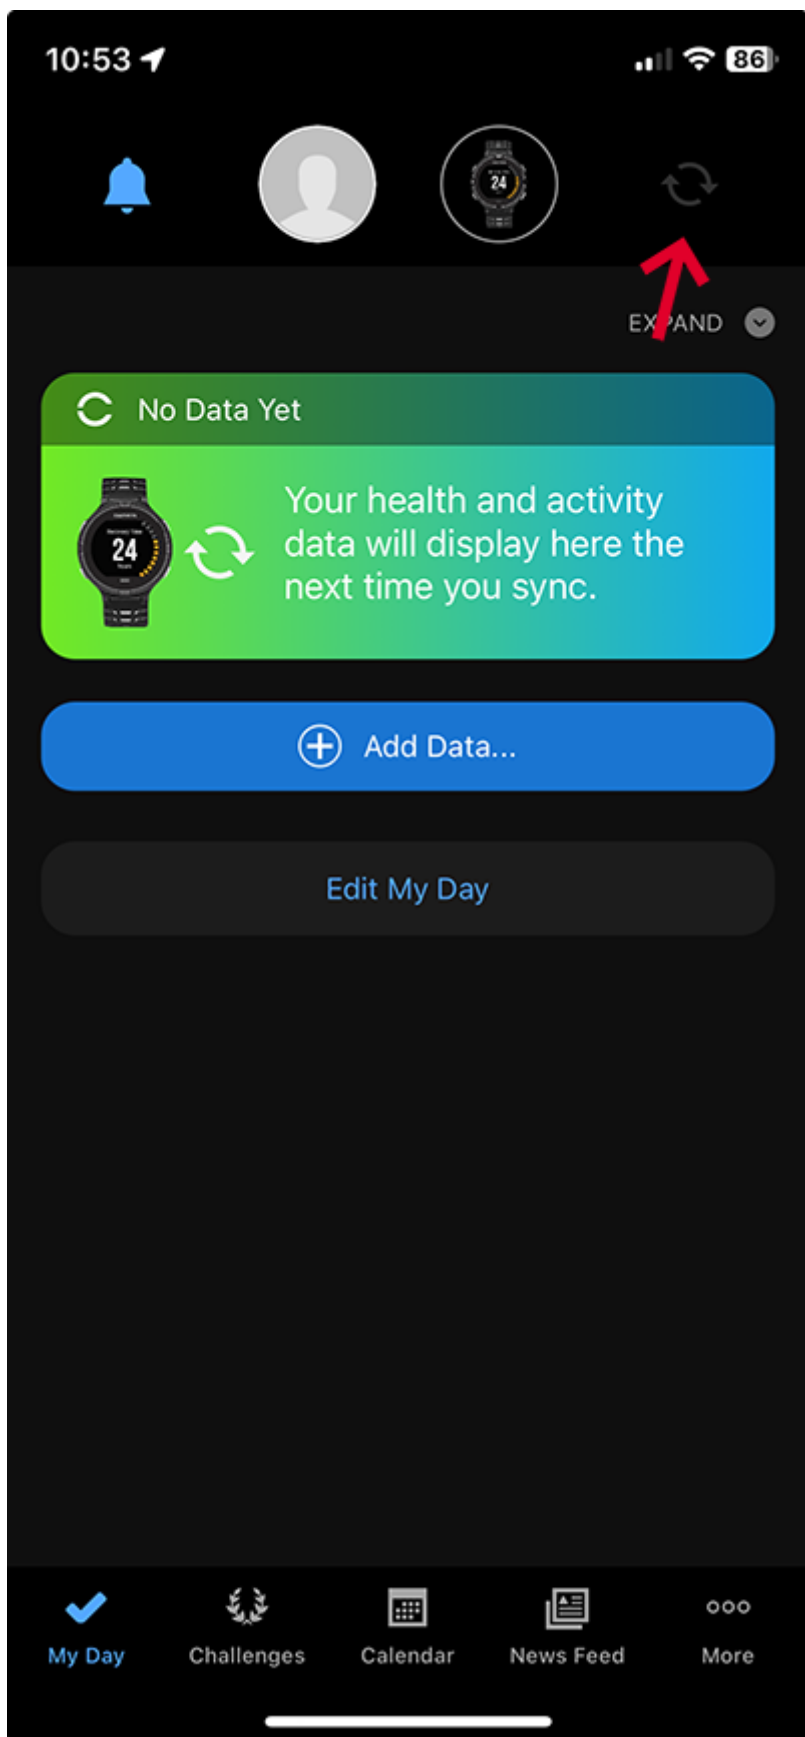 10:53
86
24
EXPAND
No Data Yet
Your health and activity
data will display here the
next time you sync.
24
Add Data...
Edit My Day
My Day
Challenges
Calendar
News Feed
More